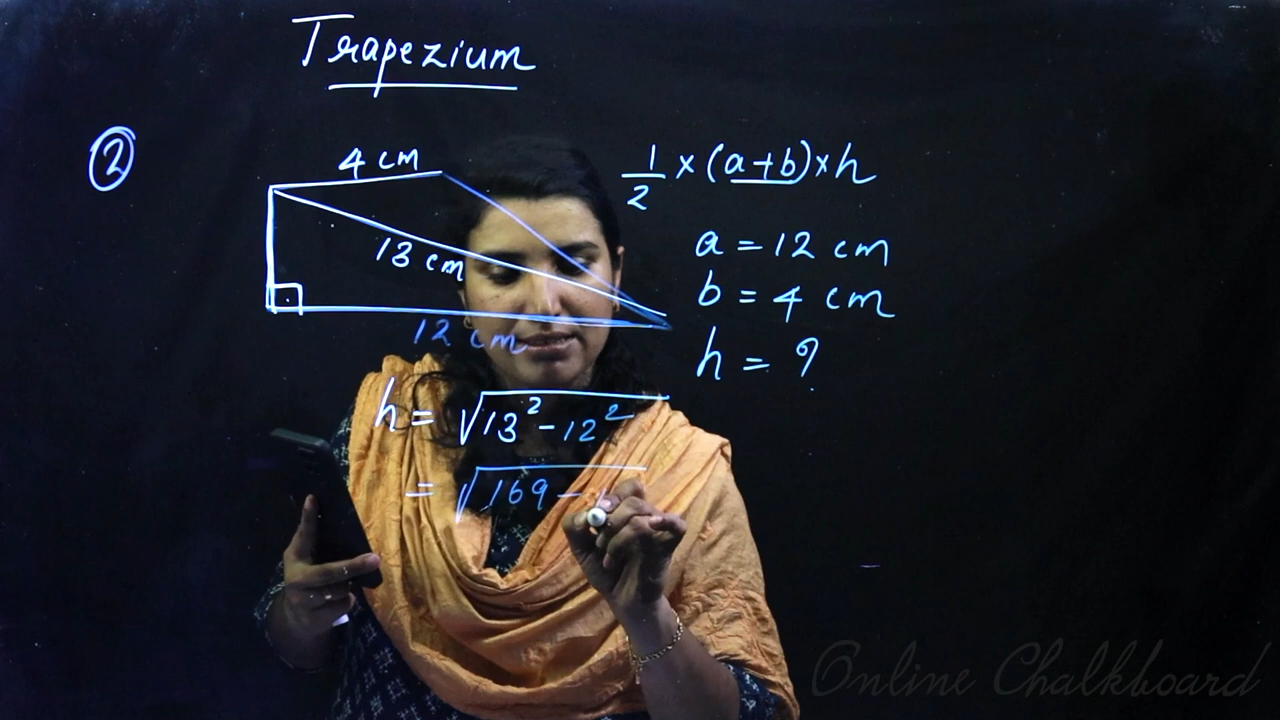 Trapezium
2
4 cm
13 cm
12 cm
1/2 × (a+b) × h
a = 12 cm
b = 4 cm
h = ?
h = √13² - 12²
= √169 -
Online Chalkboard